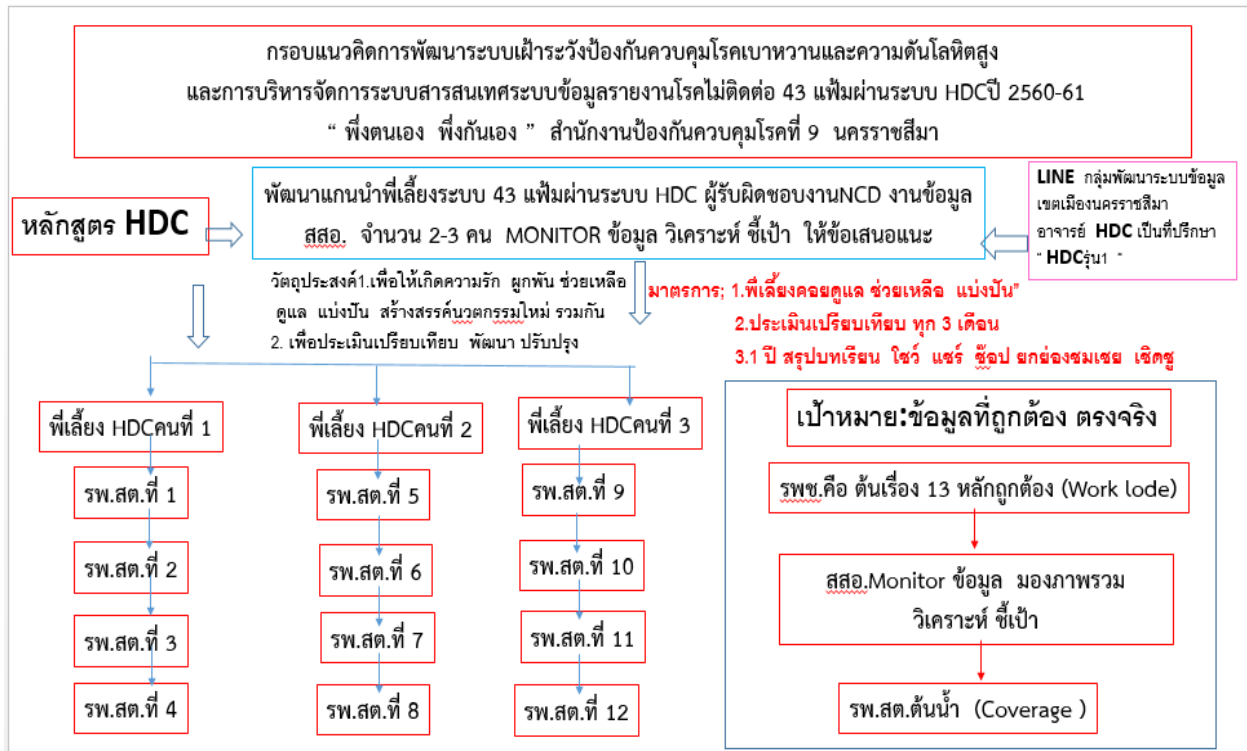 กรอบแนวคิดการพัฒนาระบบเฝ้าระวังป้องกันควบคุมโรคเบาหวานและความดันโลหิตสูง
และการบริหารจัดการระบบสารสนเทศระบบข้อมูลรายงานโรคไม่ติดต่อ 43 แฟ้มผ่านระบบ HDCปี 2560-61
“ พึ่งตนเอง พึ่งกันเอง ” สำนักงานป้องกันควบคุมโรคที่ 9 นครราชสีมา
หลักสูตร HDC
พัฒนาแกนนำพี่เลี้ยงระบบ 43 แฟ้มผ่านระบบ HDC ผู้รับผิดชอบงานNCD งานข้อมูล
สสอ. จำนวน 2-3 คน MONITOR ข้อมูล วิเคราะห์ ชี้เป้า ให้ข้อเสนอแนะ
LINE กลุ่มพัฒนาระบบข้อมูล
เขตเมืองนครราชสีมา
อาจารย์ HDC เป็นที่ปรึกษา
“ HDCรุ่น1 “
วัตถุประสงค์1.เพื่อให้เกิดความรัก ผูกพัน ช่วยเหลือ
ดูแล แบ่งปัน สร้างสรรค์นวตกรรมใหม่ รวมกัน
2. เพื่อประเมินเปรียบเทียบ พัฒนา ปรับปรุง
มาตรการ; 1.พี่เลี้ยงคอยดูแล ช่วยเหลือ แบ่งปัน”
2.ประเมินเปรียบเทียบ ทุก 3 เดือน
3.1 ปี สรุปบทเรียน โชว์ แชร์ ช๊อป ยกย่องชมเชย เชิดชู
พี่เลี้ยง HDCคนที่ 1
รพ.สต.ที่ 1
รพ.สต.ที่ 2
รพ.สต.ที่ 3
รพ.สต.ที่ 4
พี่เลี้ยง HDCคนที่ 2
รพ.สต.ที่ 5
รพ.สต.ที่ 6
รพ.สต.ที่ 7
รพ.สต.ที่ 8
พี่เลี้ยง HDCคนที่ 3
รพ.สต.ที่ 9
รพ.สต.ที่ 10
รพ.สต.ที่ 11
รพ.สต.ที่ 12
เป้าหมาย:ข้อมูลที่ถูกต้อง ตรงจริง
รพช.คือ ต้นเรื่อง 13 หลักถูกต้อง (Work lode)
สสอ.Monitor ข้อมูล มองภาพรวม
วิเคราะห์ ชี้เป้า
รพ.สต.ต้นน้ำ (Coverage )